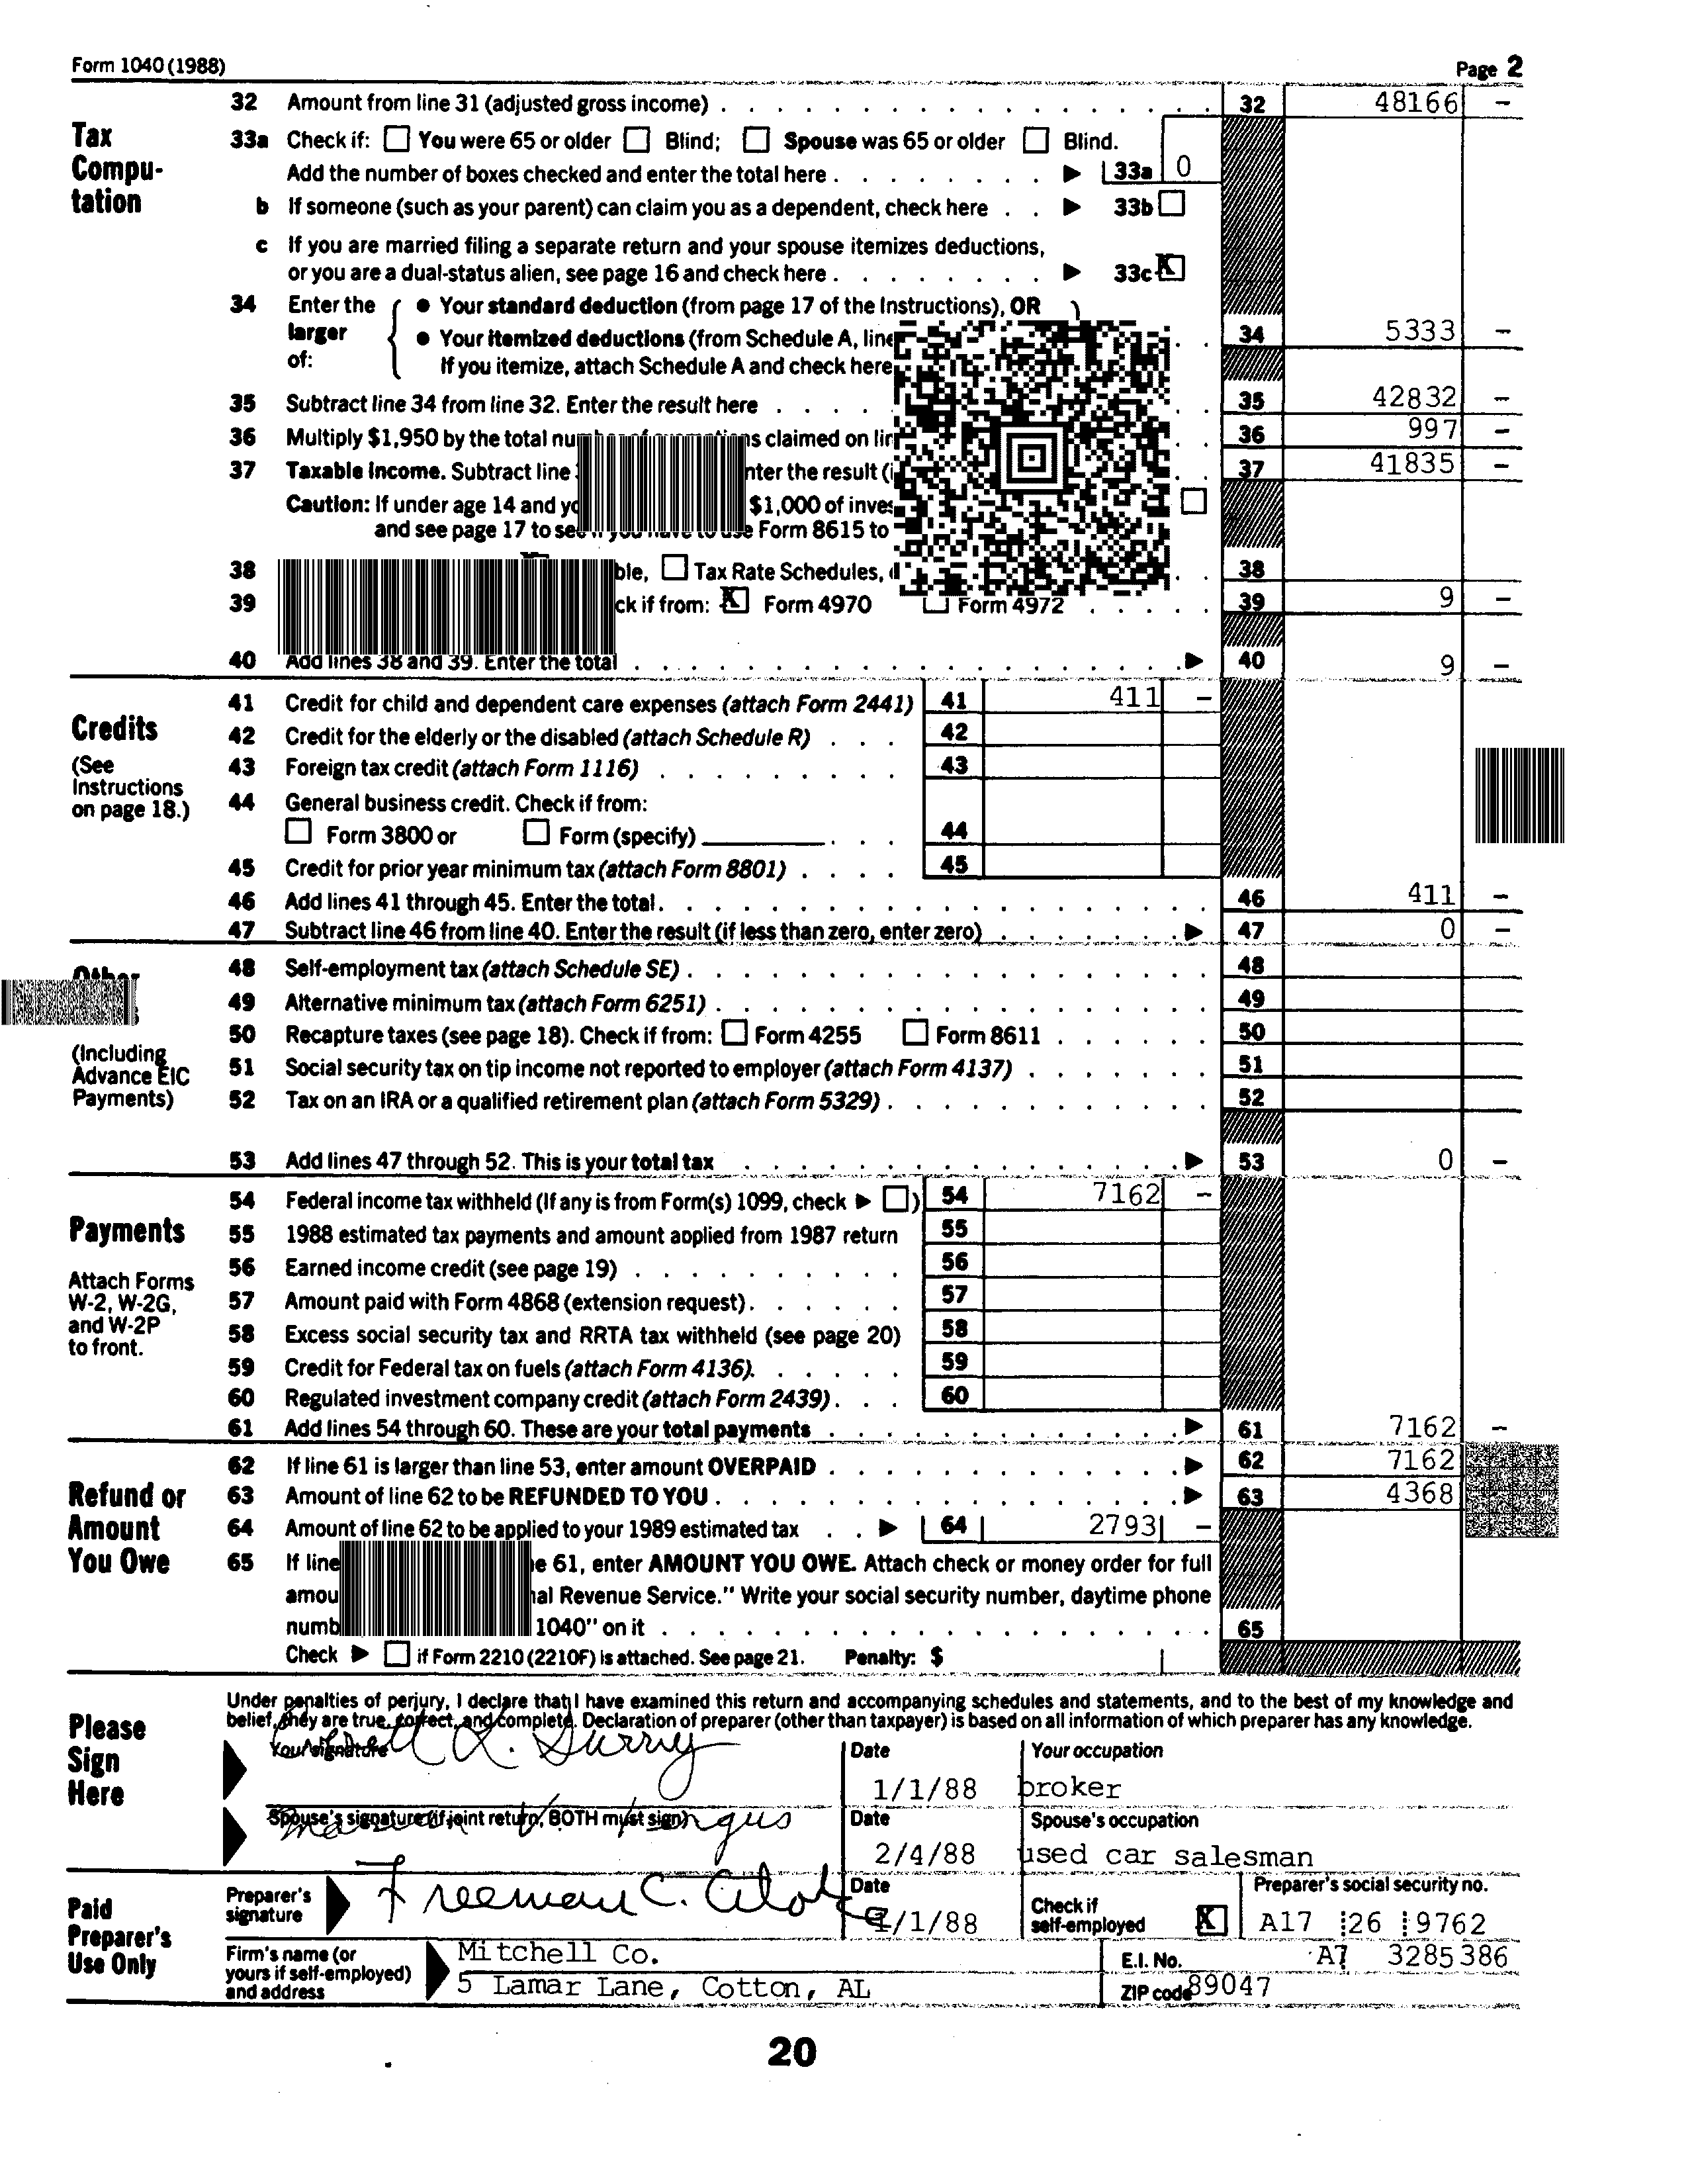 Form 1040 (1988) Page 2
32 Amount from line 31 (adjusted gross income) 32 48166 –
Tax Compu- tation
33a Check if: You were 65 or older Blind; Spouse was 65 or older Blind.
Add the number of boxes checked and enter the total here 33a 0
b If someone (such as your parent) can claim you as a dependent, check here 33b
c If you are married filing a separate return and your spouse itemizes deductions,
or you are a dual-status alien, see page 16 and check here 33c X
34 Enter the larger of:
• Your standard deduction (from page 17 of the Instructions), OR
• Your itemized deductions (from Schedule A, line 34 5333 –
If you itemize, attach Schedule A and check here
35 Subtract line 34 from line 32. Enter the result here 35 42832 –
36 Multiply $1,950 by the total claimed on 36 997 –
37 Taxable income. Subtract line the result 37 41835 –
Caution: If under age 14 and $1,000 of
and see page 17 to Form 8615 to
38 Tax Rate Schedules, 38
39 if from: X Form 4970 Form 4972 39 9 –
40 Add lines 38 and 39. Enter the total 40 9 –
Credits
(See Instructions on page 18.)
41 Credit for child and dependent care expenses (attach Form 2441) 41 411 –
42 Credit for the elderly or the disabled (attach Schedule R) 42
43 Foreign tax credit (attach Form 1116) 43
44 General business credit. Check if from:
Form 3800 or Form (specify) 44
45 Credit for prior year minimum tax (attach Form 8801) 45
46 Add lines 41 through 45. Enter the total 46 411 –
47 Subtract line 46 from line 40. Enter the result (if less than zero, enter zero) 47 0 –
(Including Advance EIC Payments)
48 Self-employment tax (attach Schedule SE) 48
49 Alternative minimum tax (attach Form 6251) 49
50 Recapture taxes (see page 18). Check if from: Form 4255 Form 8611 50
51 Social security tax on tip income not reported to employer (attach Form 4137) 51
52 Tax on an IRA or a qualified retirement plan (attach Form 5329) 52
53 Add lines 47 through 52. This is your total tax 53 0 –
Payments
Attach Forms W-2, W-2G, and W-2P to front.
54 Federal income tax withheld (If any is from Form(s) 1099, check ▶ ) 54 7162 –
55 1988 estimated tax payments and amount applied from 1987 return 55
56 Earned income credit (see page 19) 56
57 Amount paid with Form 4868 (extension request) 57
58 Excess social security tax and RRTA tax withheld (see page 20) 58
59 Credit for Federal tax on fuels (attach Form 4136) 59
60 Regulated investment company credit (attach Form 2439) 60
61 Add lines 54 through 60. These are your total payments 61 7162 –
Refund or Amount You Owe
62 If line 61 is larger than line 53, enter amount OVERPAID 62 7162
63 Amount of line 62 to be REFUNDED TO YOU 63 4368
64 Amount of line 62 to be applied to your 1989 estimated tax 64 2793 –
65 If line 61, enter AMOUNT YOU OWE. Attach check or money order for full
Revenue Service." Write your social security number, daytime phone
1040" on it 65
Check ▶ if Form 2210 (2210F) is attached. See page 21. Penalty: $
Please Sign Here
Under penalties of perjury, I declare that I have examined this return and accompanying schedules and statements, and to the best of my knowledge and
belief, they are true, correct, and complete. Declaration of preparer (other than taxpayer) is based on all information of which preparer has any knowledge.
Your signature L. Surry Date 1/1/88 Your occupation broker
Spouse's signature (if joint return, BOTH must sign) Date 2/4/88 Spouse's occupation used car salesman
Paid Preparer's Use Only
Preparer's signature Freeman C. Date 1/1/88 Check if self-employed X Preparer's social security no. A17 26 9762
Firm's name (or yours if self-employed) and address Mitchell Co. E.I. No. A7 3285386
5 Lamar Lane, Cotton, AL ZIP code 89047
20